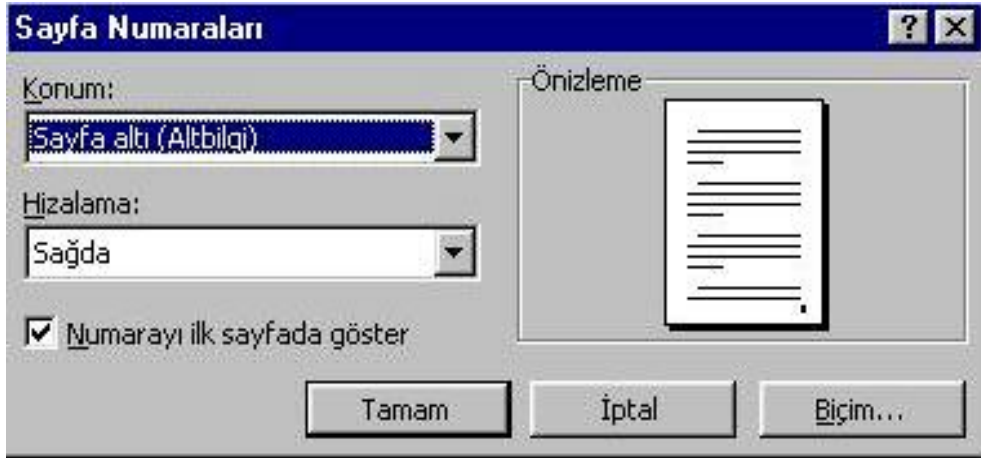 Sayfa Numaraları
Konum:
Sayfa altı (Altbilgi)
Hizalama:
Sağda
Numarayı ilk sayfada göster
Önizleme
Tamam
İptal
Biçim...